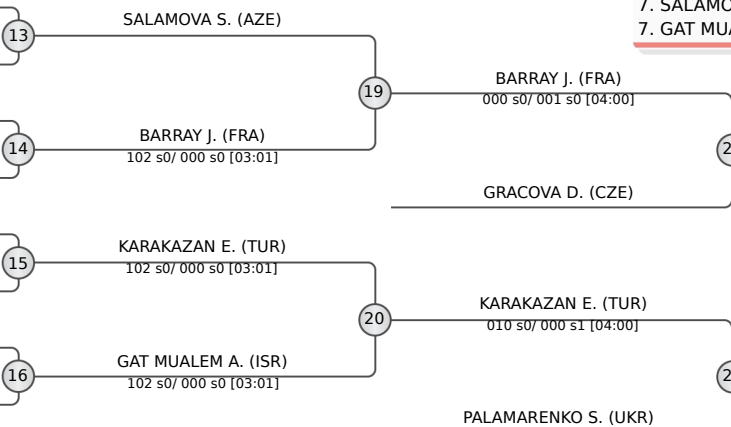 7. SALAMO
7. GAT MUA
SALAMOVA S. (AZE)
13
19
BARRAY J. (FRA)
000 s0/ 001 s0 [04:00]
BARRAY J. (FRA)
14
102 s0/ 000 s0 [03:01]
2
GRACOVA D. (CZE)
KARAKAZAN E. (TUR)
15
102 s0/ 000 s0 [03:01]
20
KARAKAZAN E. (TUR)
010 s0/ 000 s1 [04:00]
GAT MUALEM A. (ISR)
16
102 s0/ 000 s0 [03:01]
2
PALAMARENKO S. (UKR)